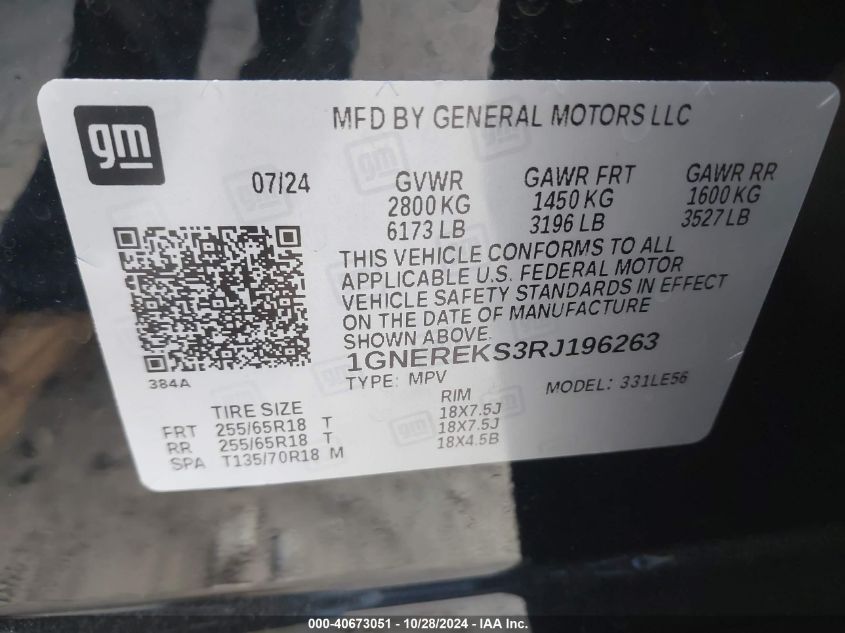 gm
MFD BY GENERAL MOTORS LLC
07/24 GVWR GAWR FRT GAWR RR
2800 KG 1450 KG 1600 KG
6173 LB 3196 LB 3527 LB
THIS VEHICLE CONFORMS TO ALL
APPLICABLE U.S. FEDERAL MOTOR
VEHICLE SAFETY STANDARDS IN EFFECT
ON THE DATE OF MANUFACTURE
SHOWN ABOVE.
1GNEREKS3RJ196263
384A TYPE: MPV MODEL: 331LE56
TIRE SIZE RIM
FRT 255/65R18 T 18X7.5J
RR 255/65R18 T 18X7.5J
SPA T135/70R18 M 18X4.5B
000-40673051 - 10/28/2024 - IAA Inc.